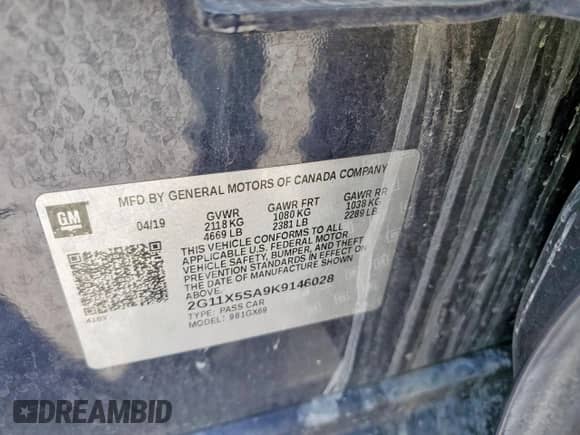 MFD BY GENERAL MOTORS OF CANADA COMPANY
GM
04/19 GVWR GAWR FRT GAWR RR
2118 KG 1080 KG 1038 KG
4669 LB 2381 LB 2289 LB
THIS VEHICLE CONFORMS TO ALL
APPLICABLE U.S. FEDERAL MOTOR
VEHICLE SAFETY, BUMPER, AND THEFT
PREVENTION STANDARDS IN EFFECT ON
THE DATE OF MANUFACTURE SHOWN
ABOVE.
2G11X5SA9K9146028
TYPE: PASS CAR
MODEL: 981GX69
DREAMBID